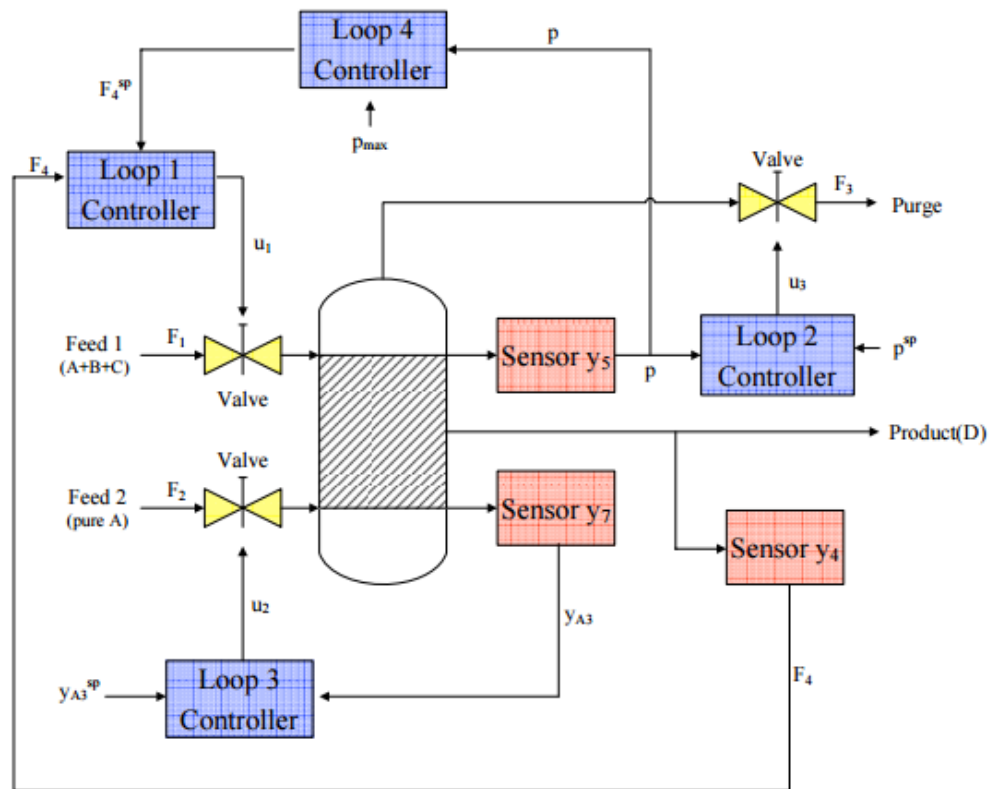 Loop 4
Controller
p
F₄ˢᵖ
pₘₐₓ
F₄
Loop 1
Controller
Valve
F₃
Purge
u₁
u₃
Feed 1
(A+B+C)
F₁
Valve
Sensor y₅
p
Loop 2
Controller
pˢᵖ
Product(D)
Valve
Feed 2
(pure A)
F₂
Sensor y₇
Sensor y₄
u₂
y_A3
F₄
y_A3ˢᵖ
Loop 3
Controller